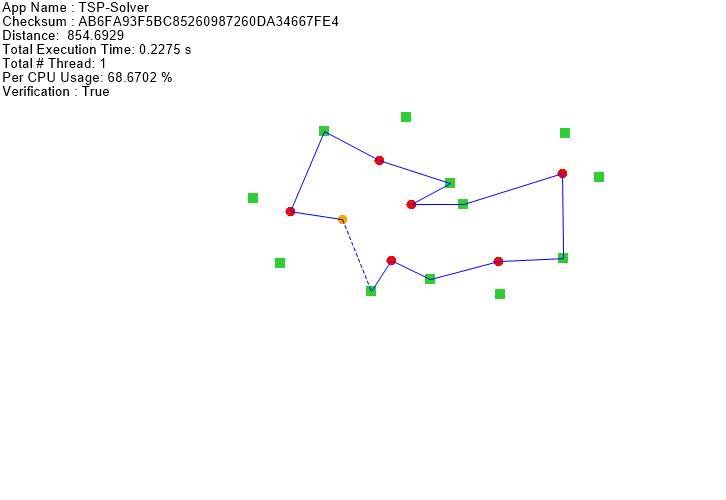 App Name : TSP-Solver
Checksum : AB6FA93F5BC85260987260DA34667FE4
Distance:  854.6929
Total Execution Time: 0.2275 s
Total # Thread: 1
Per CPU Usage: 68.6702 %
Verification : True